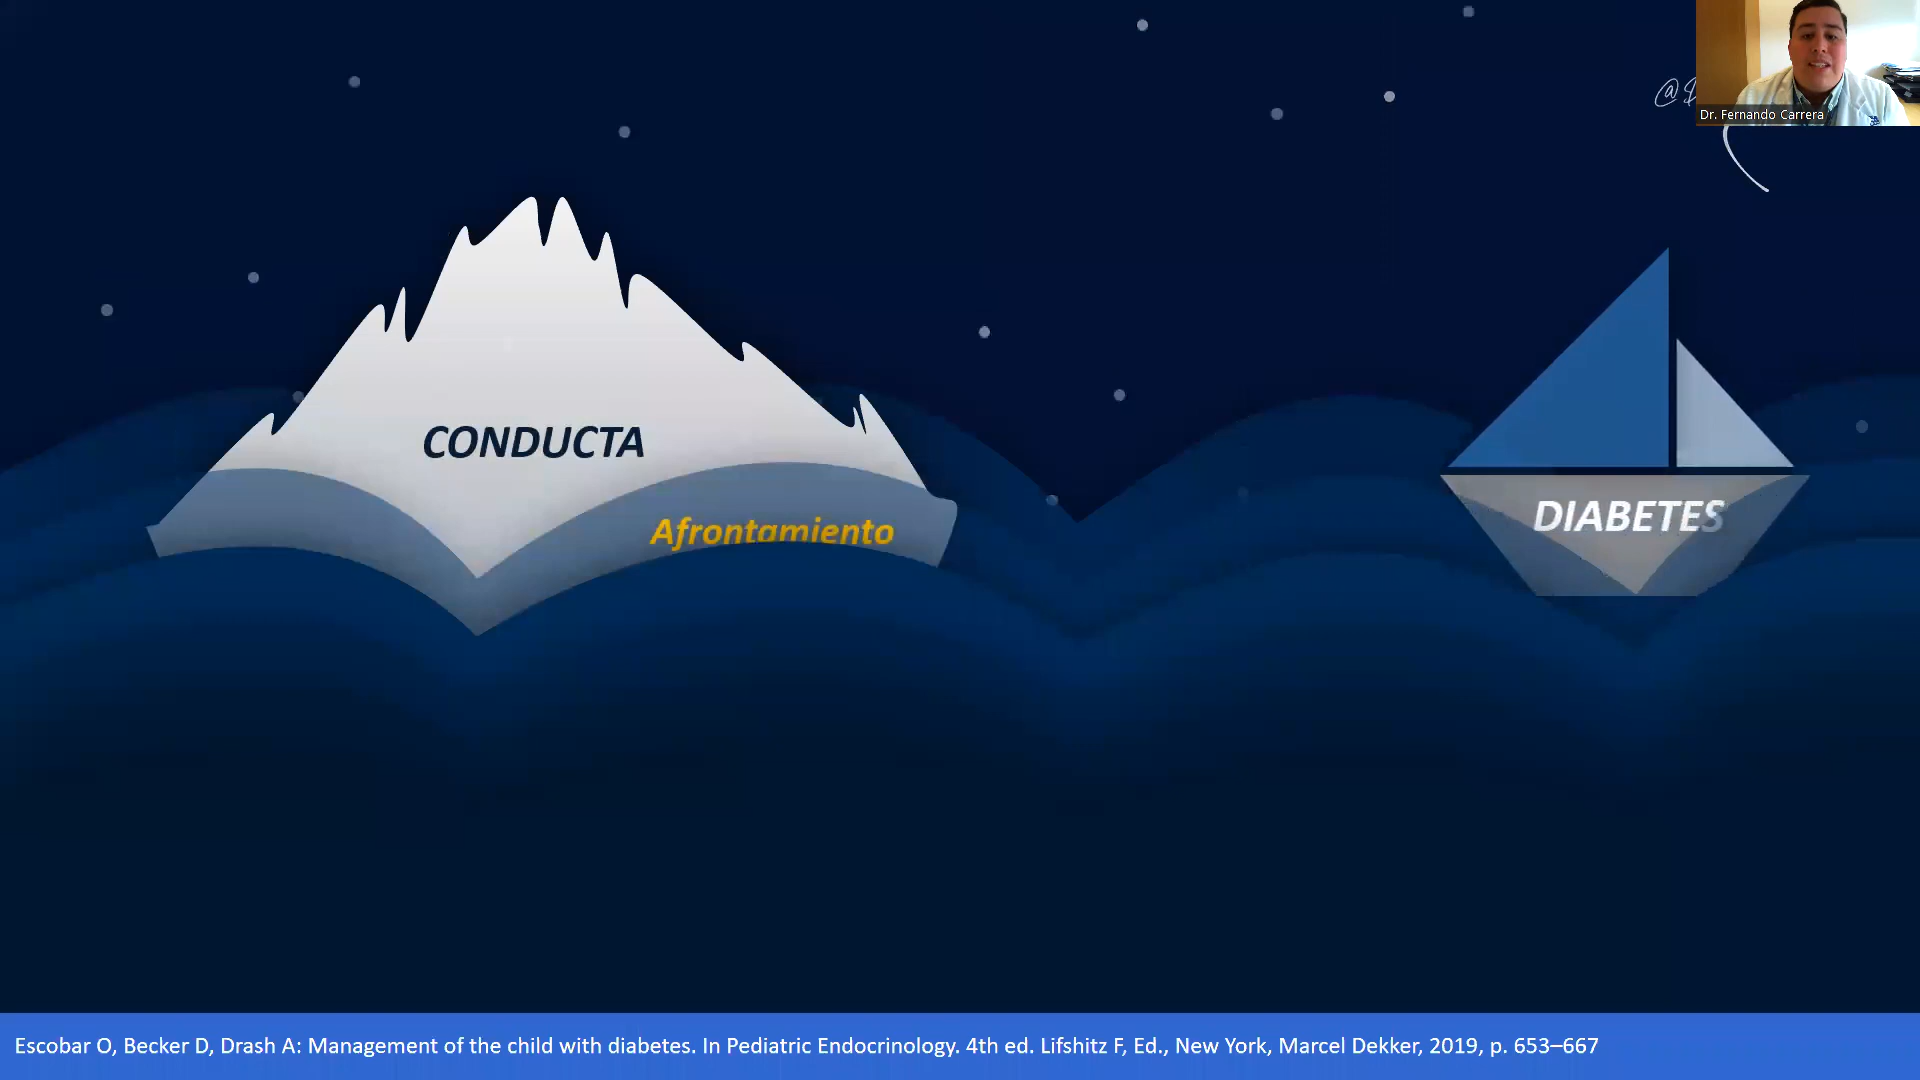 Dr. Fernando Carrera
CONDUCTA
Afrontamiento
DIABETES
Escobar O, Becker D, Drash A: Management of the child with diabetes. In Pediatric Endocrinology. 4th ed. Lifshitz F, Ed., New York, Marcel Dekker, 2019, p. 653–667